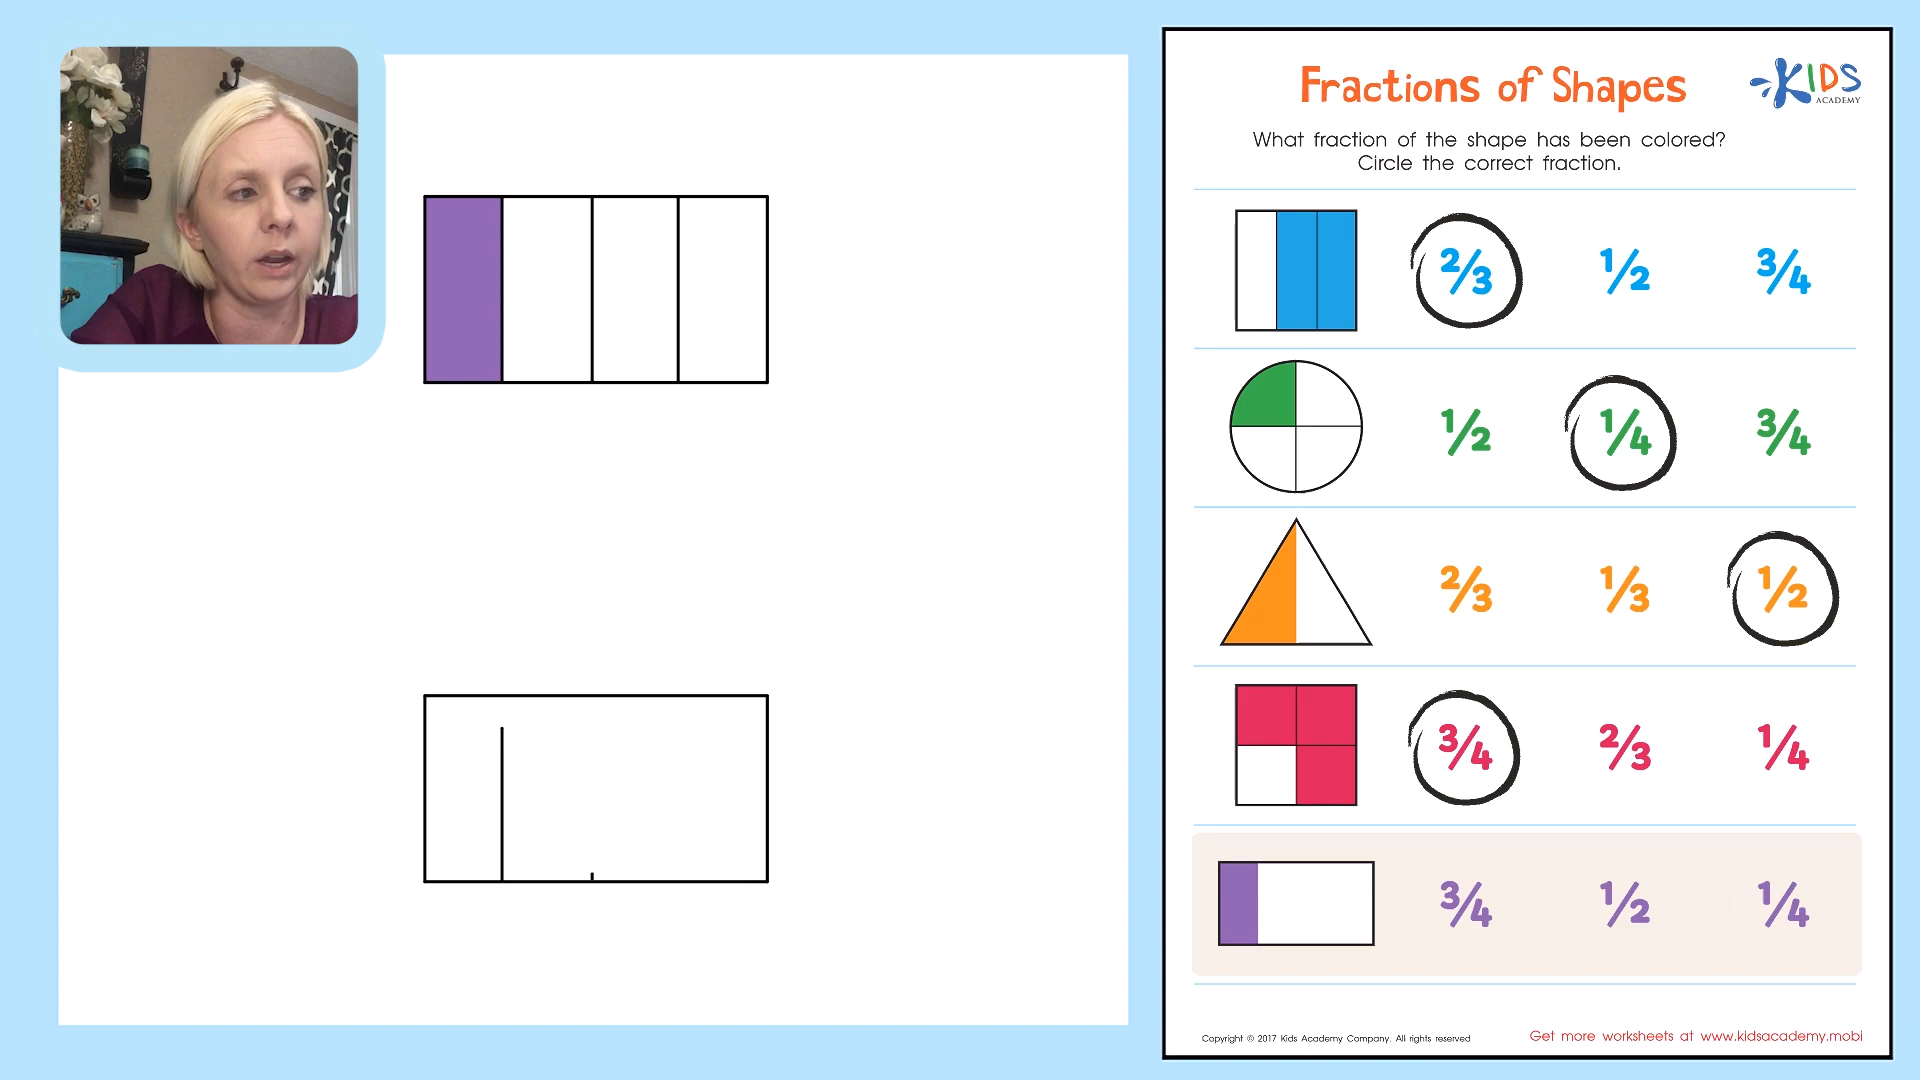 Fractions of Shapes
KIDS
ACADEMY
What fraction of the shape has been colored?
Circle the correct fraction.
2/3 1/2 3/4
1/2 1/4 3/4
2/3 1/3 1/2
3/4 2/3 1/4
3/4 1/2 1/4
Copyright © 2017 Kids Academy Company. All rights reserved
Get more worksheets at www.kidsacademy.mobi